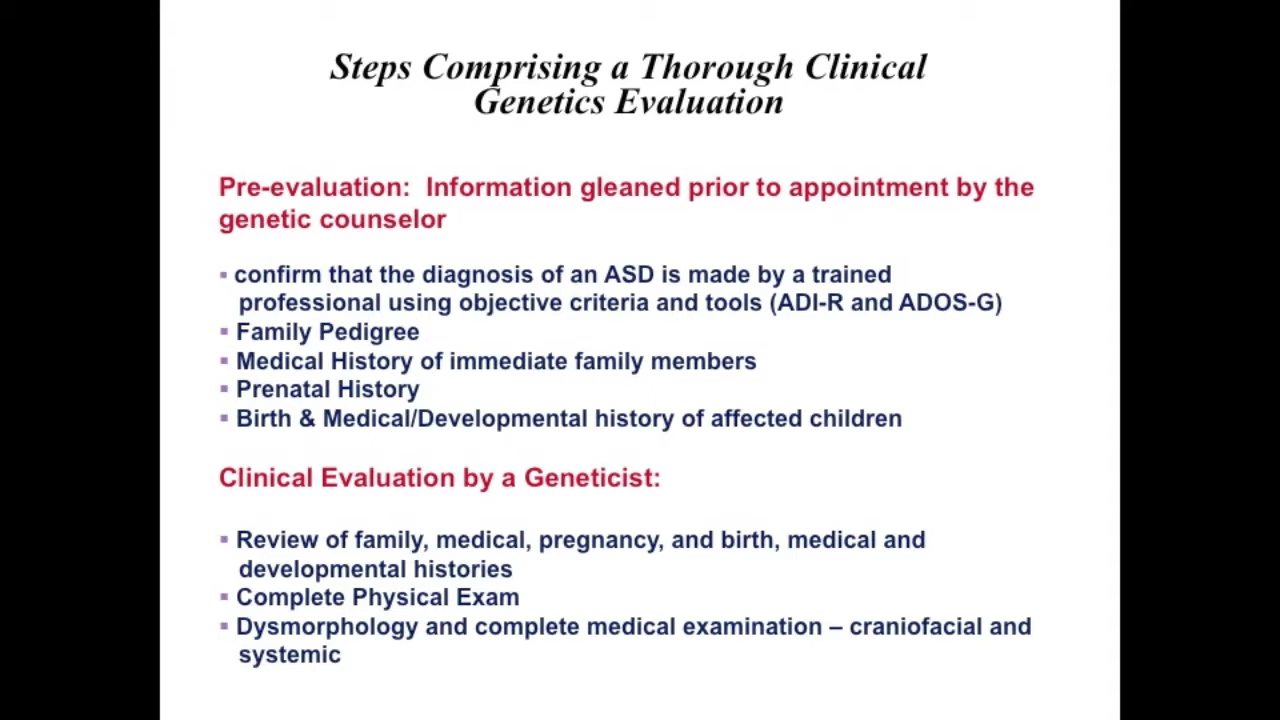 Steps Comprising a Thorough Clinical
Genetics Evaluation
Pre-evaluation: Information gleaned prior to appointment by the
genetic counselor
▪ confirm that the diagnosis of an ASD is made by a trained
professional using objective criteria and tools (ADI-R and ADOS-G)
▪ Family Pedigree
▪ Medical History of immediate family members
▪ Prenatal History
▪ Birth & Medical/Developmental history of affected children
Clinical Evaluation by a Geneticist:
▪ Review of family, medical, pregnancy, and birth, medical and
developmental histories
▪ Complete Physical Exam
▪ Dysmorphology and complete medical examination – craniofacial and
systemic